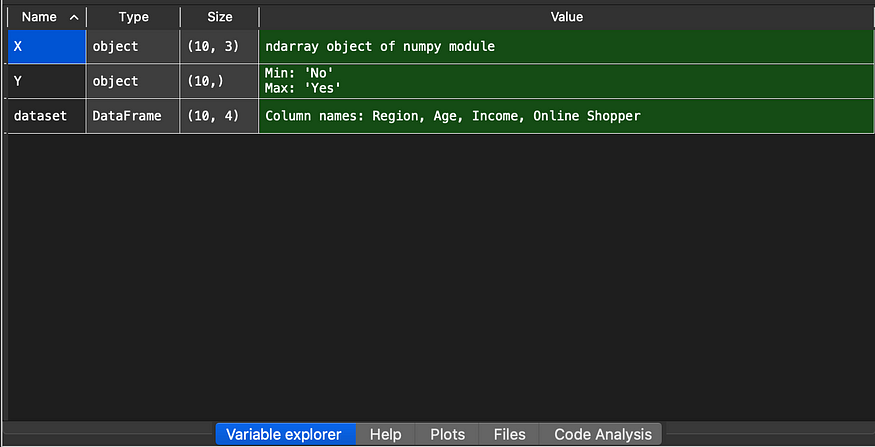 Name Type Size Value
X object (10, 3) ndarray object of numpy module
Y object (10,) Min: 'No'
Max: 'Yes'
dataset DataFrame (10, 4) Column names: Region, Age, Income, Online Shopper
Variable explorer Help Plots Files Code Analysis